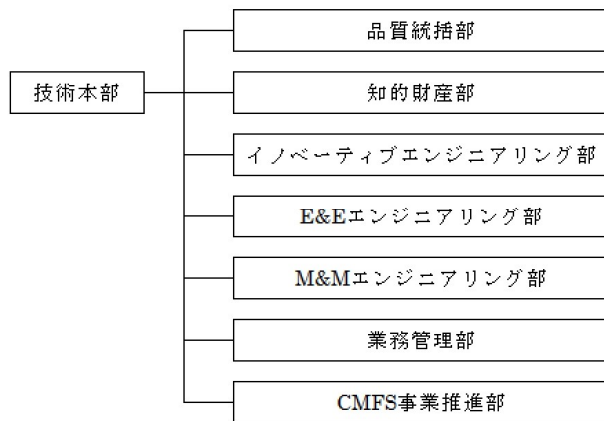 品質統括部
技術本部
知的財産部
イノベーティブエンジニアリング部
E&Eエンジニアリング部
M&Mエンジニアリング部
業務管理部
CMFS事業推進部